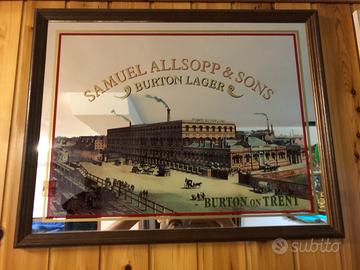 SAMUEL ALLSOPP & SONS
BURTON LAGER
BURTON ON TRENT
subito